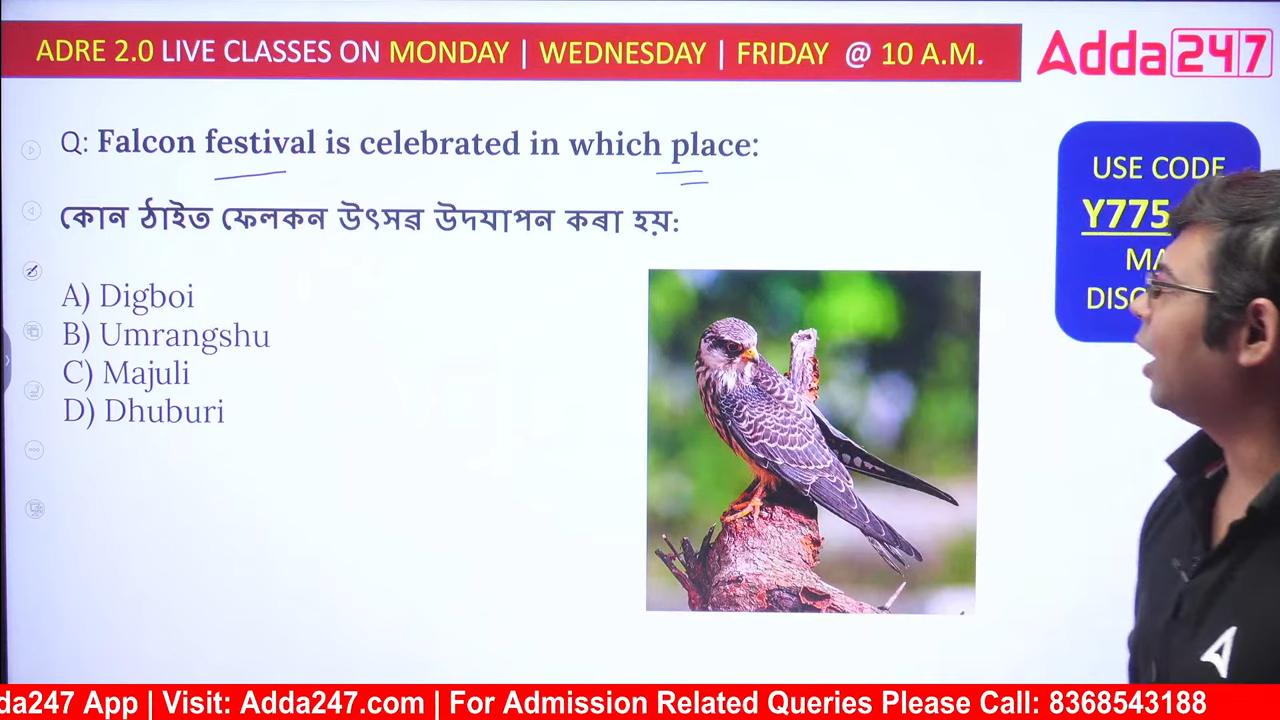 ADRE 2.0 LIVE CLASSES ON MONDAY | WEDNESDAY | FRIDAY @ 10 A.M.
Adda247
Q: Falcon festival is celebrated in which place:
USE CODE
Y775
কোন ঠাইত ফেলকন উৎসৱ উদযাপন কৰা হয়:
A) Digboi
B) Umrangshu
C) Majuli
D) Dhuburi
da247 App | Visit: Adda247.com | For Admission Related Queries Please Call: 8368543188